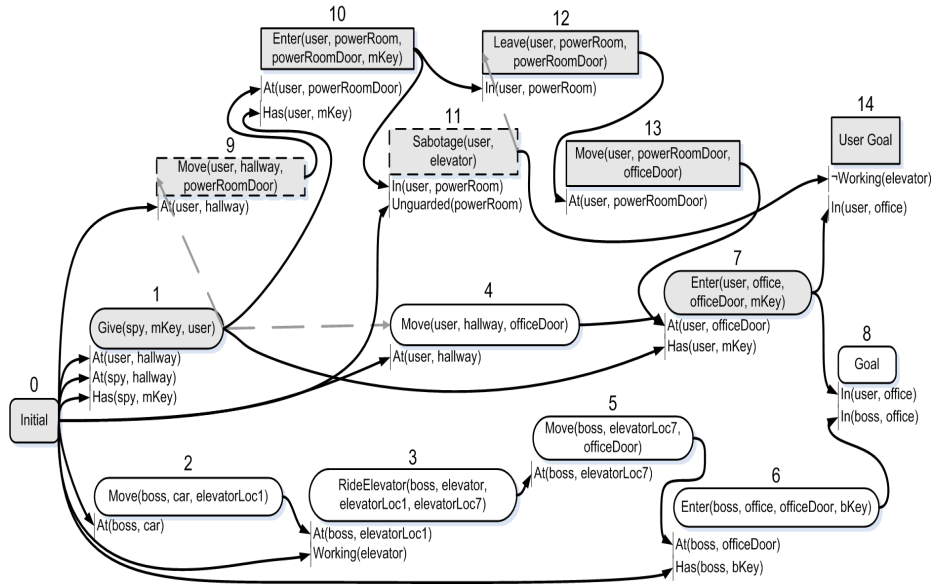 10
Enter(user, powerRoom,
powerRoomDoor, mKey)
At(user, powerRoomDoor)
Has(user, mKey)
12
Leave(user, powerRoom,
powerRoomDoor)
In(user, powerRoom)
11
Sabotage(user,
elevator)
In(user, powerRoom)
Unguarded(powerRoom)
13
Move(user, powerRoomDoor,
officeDoor)
At(user, powerRoomDoor)
14
User Goal
¬Working(elevator)
In(user, office)
9
Move(user, hallway,
powerRoomDoor)
At(user, hallway)
1
Give(spy, mKey, user)
At(user, hallway)
At(spy, hallway)
Has(spy, mKey)
4
Move(user, hallway, officeDoor)
At(user, hallway)
7
Enter(user, office,
officeDoor, mKey)
At(user, officeDoor)
Has(user, mKey)
8
Goal
In(user, office)
In(boss, office)
0
Initial
2
Move(boss, car, elevatorLoc1)
At(boss, car)
3
RideElevator(boss, elevator,
elevatorLoc1, elevatorLoc7)
At(boss, elevatorLoc1)
Working(elevator)
5
Move(boss, elevatorLoc7,
officeDoor)
At(boss, elevatorLoc7)
6
Enter(boss, office, officeDoor, bKey)
At(boss, officeDoor)
Has(boss, bKey)